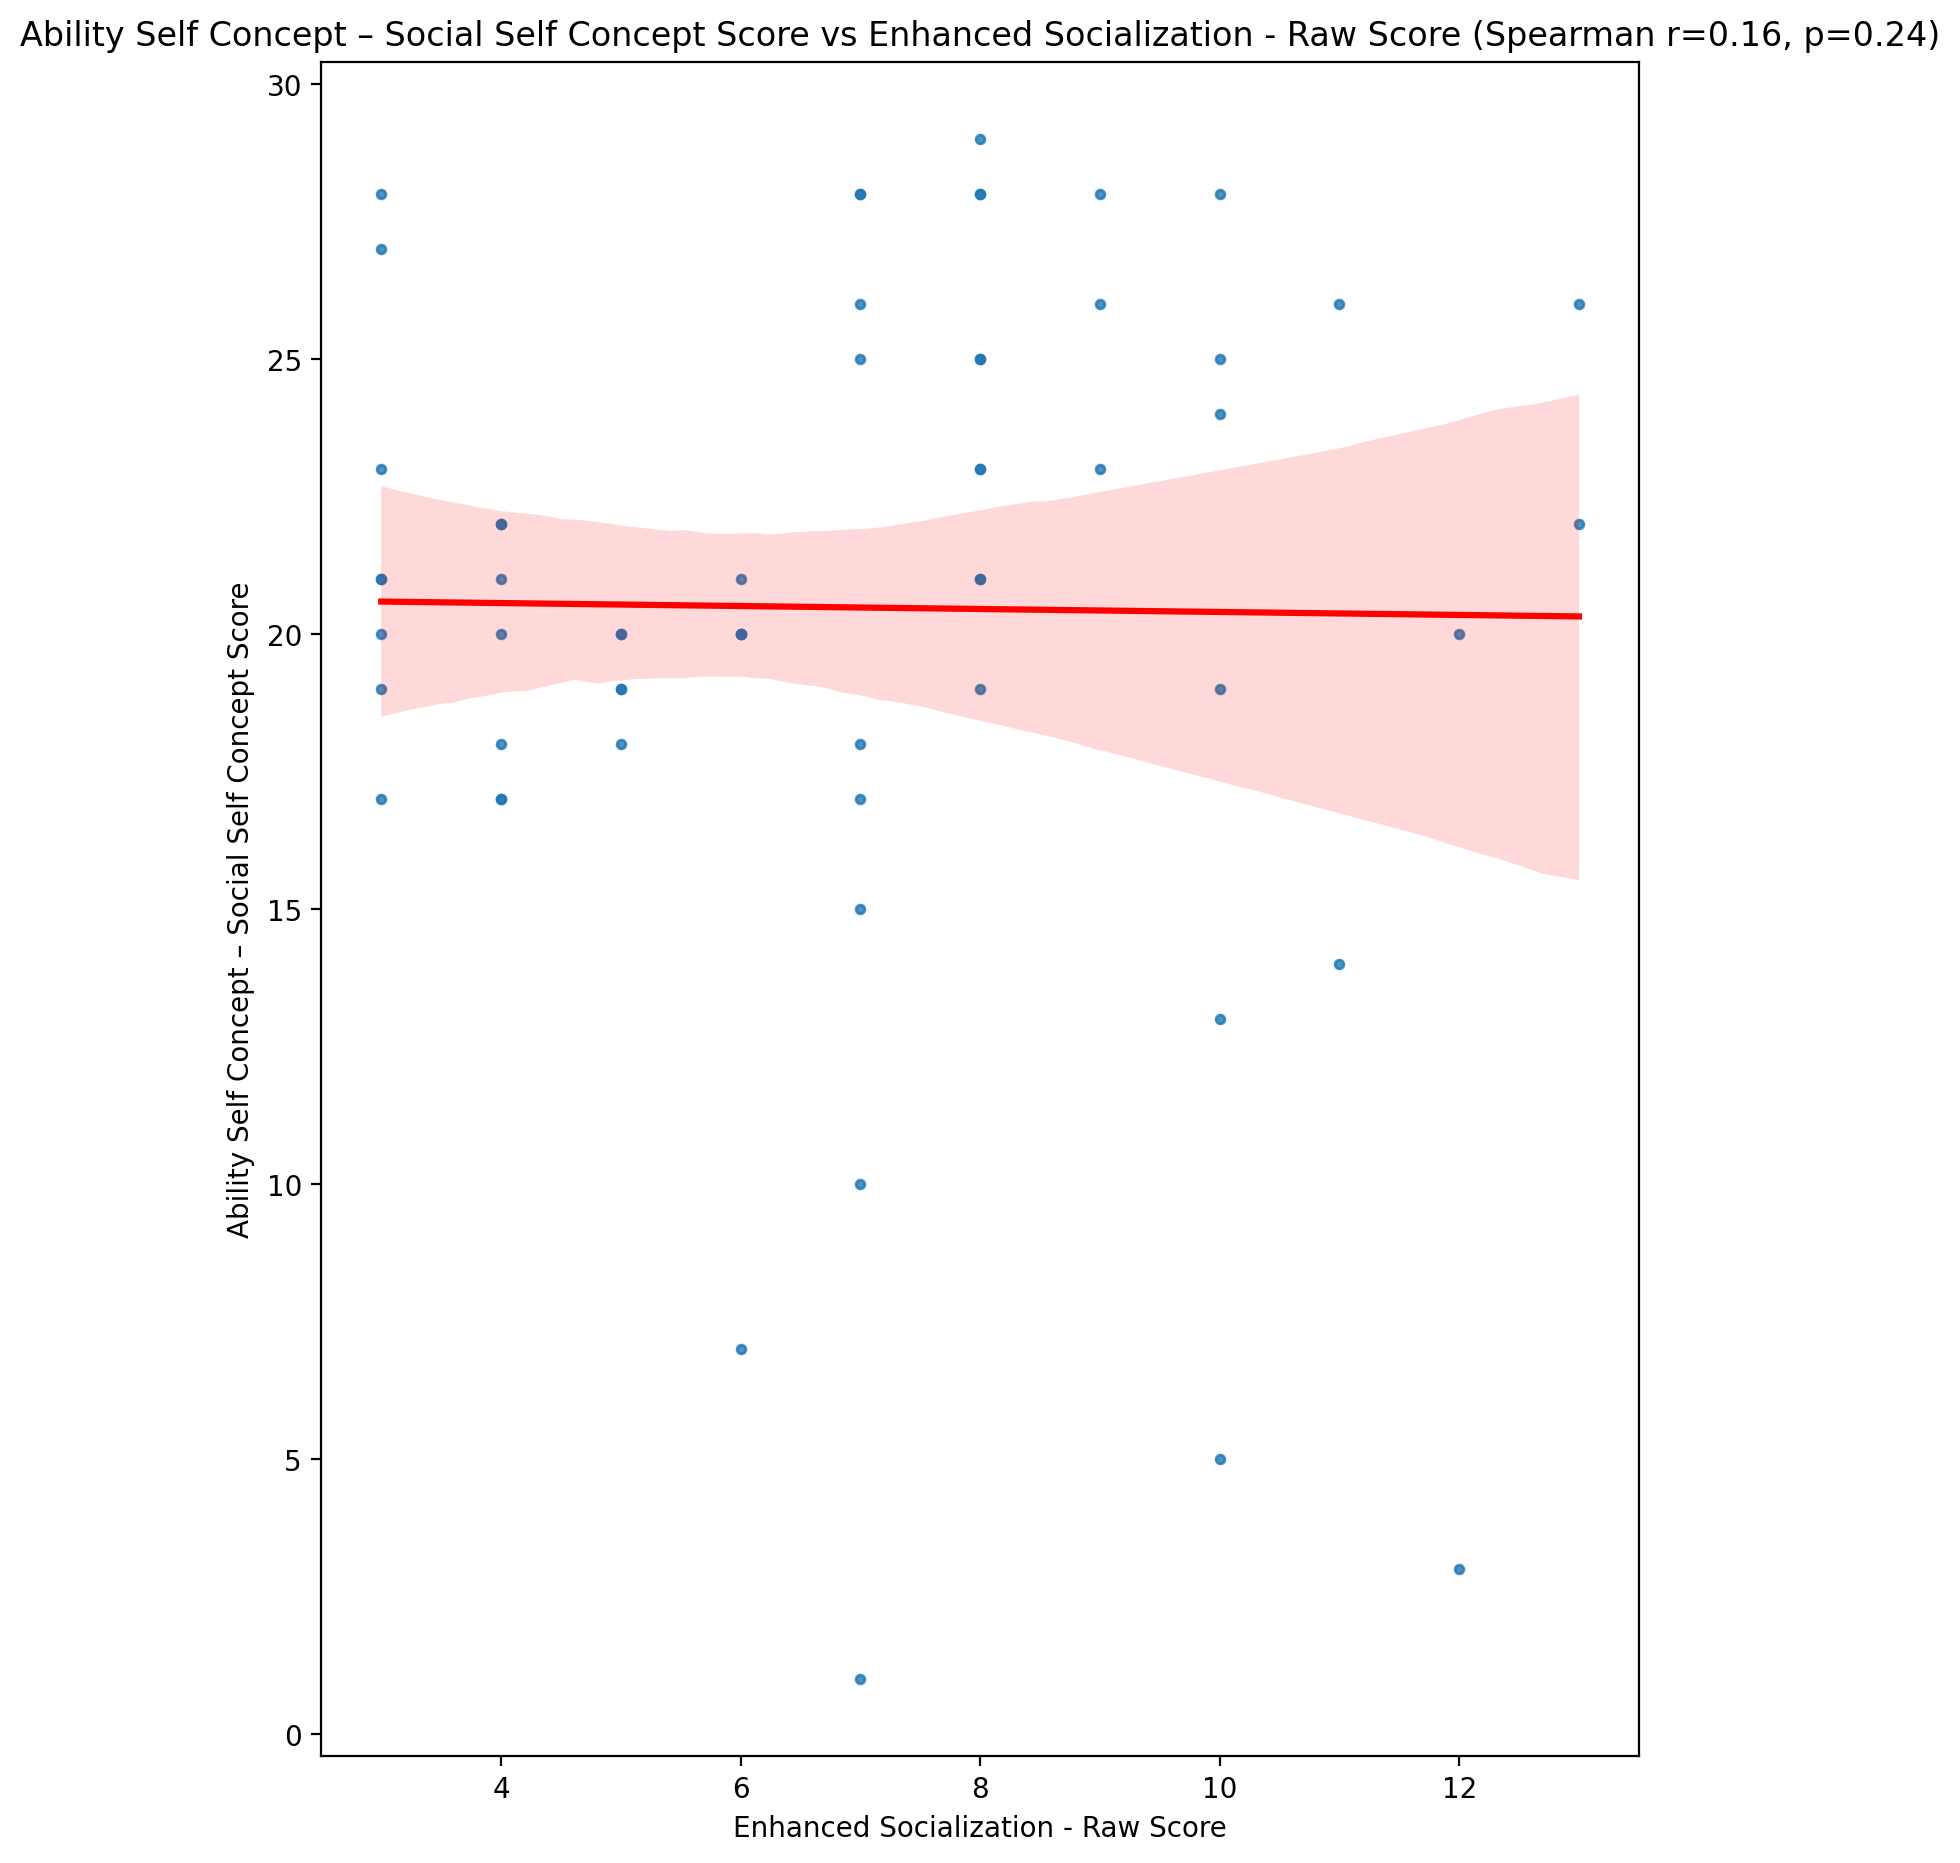 Ability Self Concept – Social Self Concept Score vs Enhanced Socialization - Raw Score (Spearman r=0.16, p=0.24)
30
25
20
15
10
5
0
Ability Self Concept – Social Self Concept Score
4 6 8 10 12
Enhanced Socialization - Raw Score